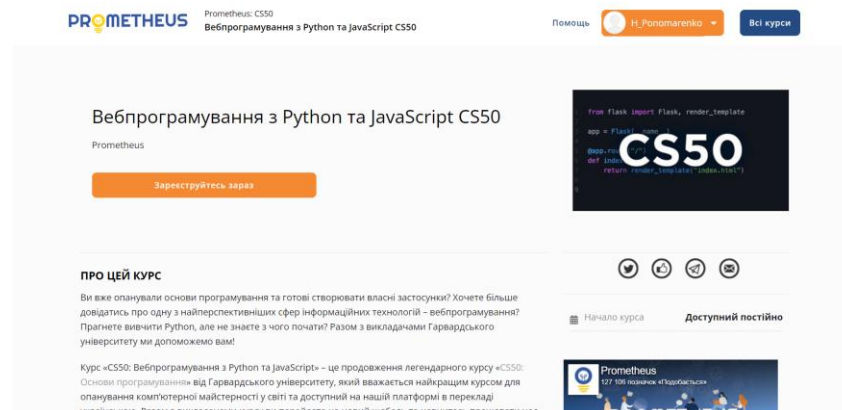 PROMETHEUS
Prometheus: CS50
Вебпрограмування з Python та JavaScript CS50
Помощь
H_Ponomarenko
Всі курси
Вебпрограмування з Python та JavaScript CS50
Prometheus
Зареєструйтесь зараз
from flask import Flask, render_template
app = Flask(__name__)
CS50
return render_template("index.html")
ПРО ЦЕЙ КУРС
Ви вже опанували основи програмування та готові створювати власні застосунки? Хочете більше
довідатись про одну з найперспективніших сфер інформаційних технологій – вебпрограмування?
Прагнете вивчити Python, але не знаєте з чого почати? Разом з викладачами Гарвардського
університету ми допоможемо вам!
Курс «CS50: Вебпрограмування з Python та JavaScript» – це продовження легендарного курсу «CS50:
Основи програмування» від Гарвардського університету, який вважається найкращим курсом для
опанування комп'ютерної майстерності у світі та доступний на нашій платформі в перекладі
Начало курса
Доступний постійно
Prometheus
127 106 позначок «Подобається»